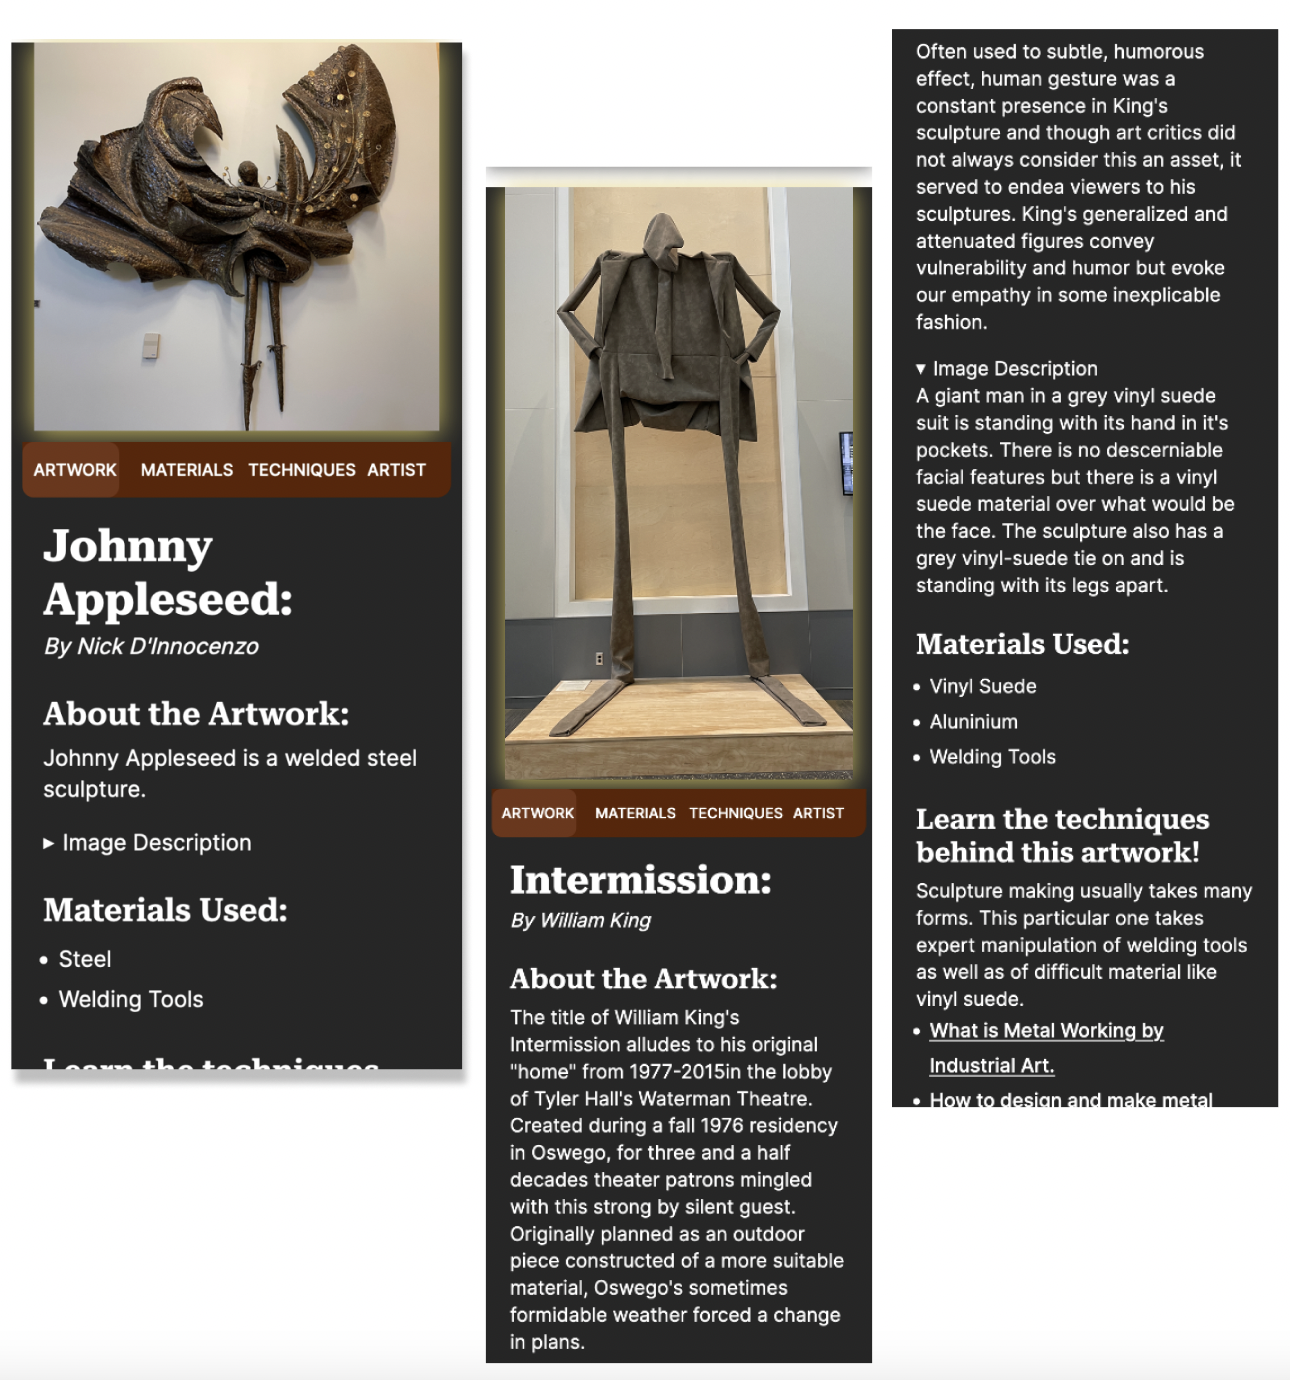 ARTWORK MATERIALS TECHNIQUES ARTIST
Johnny
Appleseed:
By Nick D'Innocenzo
About the Artwork:
Johnny Appleseed is a welded steel
sculpture.
▸ Image Description
Materials Used:
• Steel
• Welding Tools
Learn the techniques
ARTWORK MATERIALS TECHNIQUES ARTIST
Intermission:
By William King
About the Artwork:
The title of William King's
Intermission alludes to his original
"home" from 1977-2015in the lobby
of Tyler Hall's Waterman Theatre.
Created during a fall 1976 residency
in Oswego, for three and a half
decades theater patrons mingled
with this strong by silent guest.
Originally planned as an outdoor
piece constructed of a more suitable
material, Oswego's sometimes
formidable weather forced a change
in plans.
Often used to subtle, humorous
effect, human gesture was a
constant presence in King's
sculpture and though art critics did
not always consider this an asset, it
served to endea viewers to his
sculptures. King's generalized and
attenuated figures convey
vulnerability and humor but evoke
our empathy in some inexplicable
fashion.
▾ Image Description
A giant man in a grey vinyl suede
suit is standing with its hand in it's
pockets. There is no descerniable
facial features but there is a vinyl
suede material over what would be
the face. The sculpture also has a
grey vinyl-suede tie on and is
standing with its legs apart.
Materials Used:
• Vinyl Suede
• Aluninium
• Welding Tools
Learn the techniques
behind this artwork!
Sculpture making usually takes many
forms. This particular one takes
expert manipulation of welding tools
as well as of difficult material like
vinyl suede.
• What is Metal Working by
Industrial Art.
• How to design and make metal